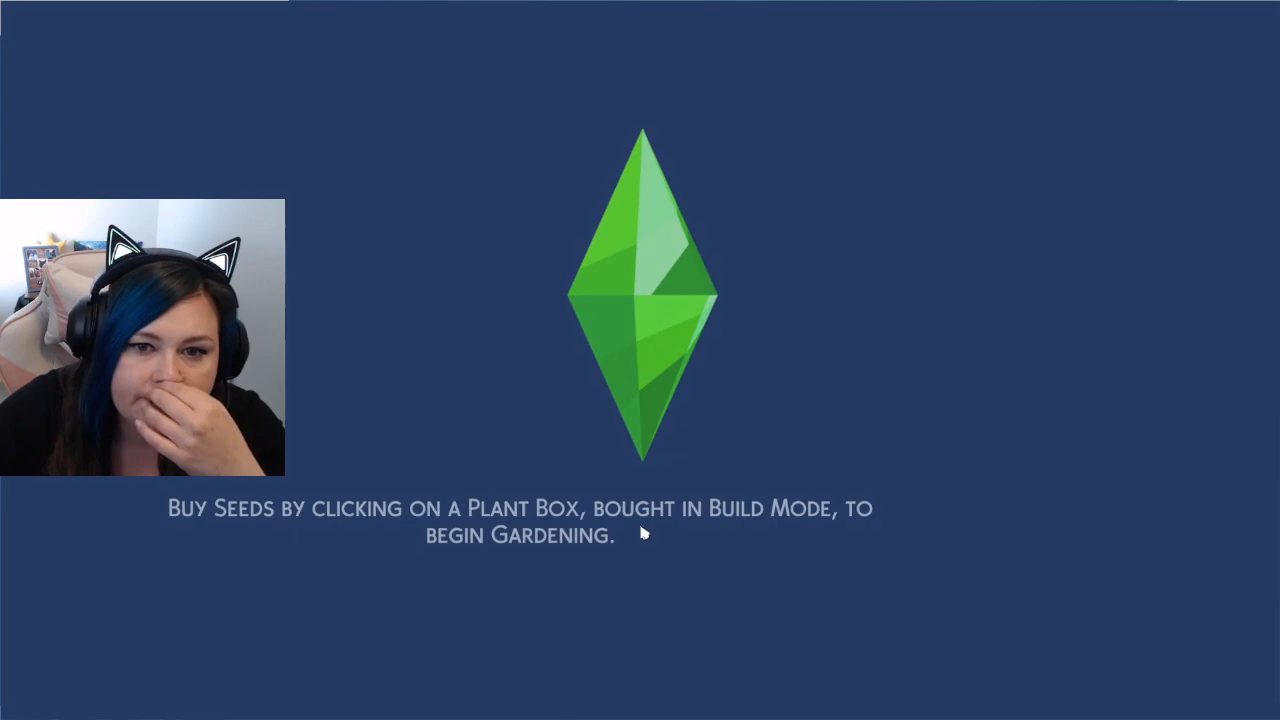 Buy Seeds by clicking on a Plant Box, bought in Build Mode, to
begin Gardening.